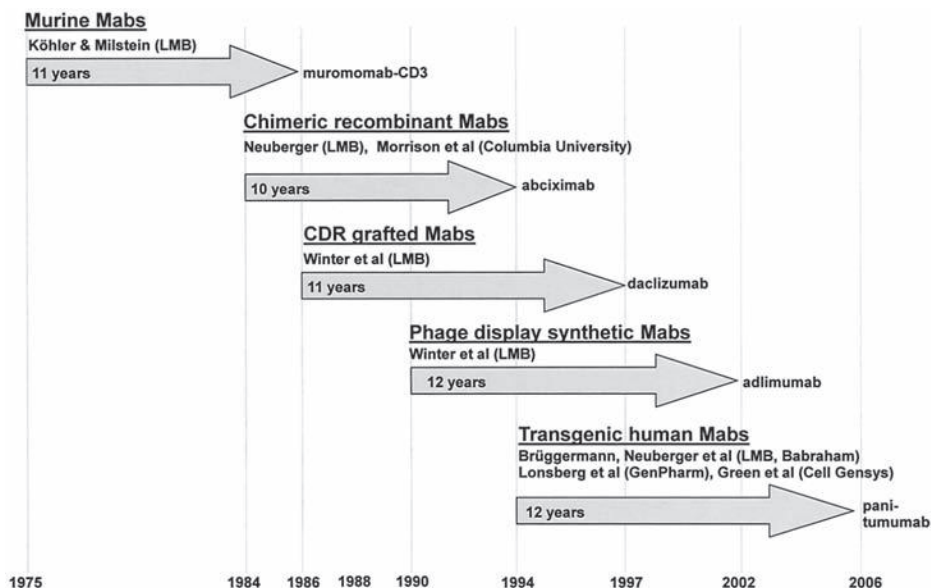 Murine Mabs
Köhler & Milstein (LMB)
11 years
muromomab-CD3
Chimeric recombinant Mabs
Neuberger (LMB), Morrison et al (Columbia University)
10 years
abciximab
CDR grafted Mabs
Winter et al (LMB)
11 years
daclizumab
Phage display synthetic Mabs
Winter et al (LMB)
12 years
adlimumab
Transgenic human Mabs
Brüggermann, Neuberger et al (LMB, Babraham)
Lonsberg et al (GenPharm), Green et al (Cell Gensys)
12 years
pani-
tumumab
1975 1984 1986 1988 1990 1994 1997 2002 2006